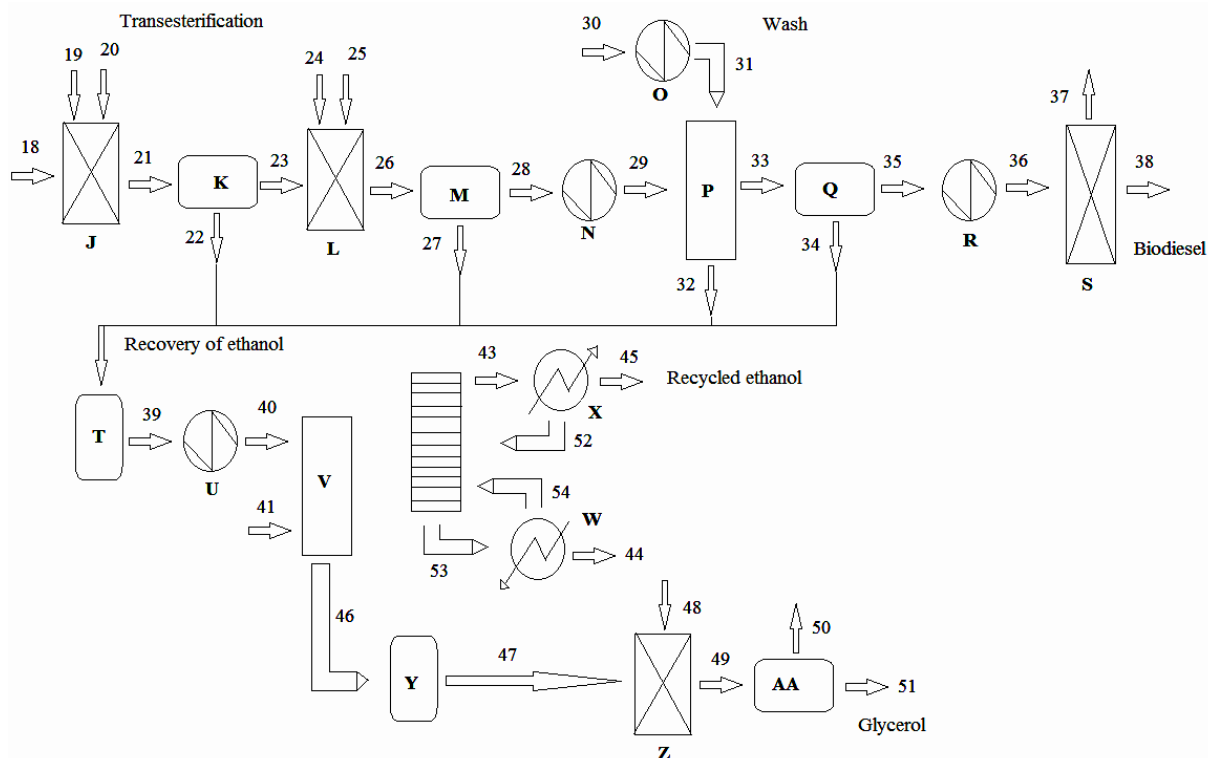 Transesterification
30
Wash
19
20
24
25
31
O
37
18
21
23
26
28
29
33
35
36
38
K
M
P
Q
22
27
34
J
L
N
R
Biodiesel
32
S
Recovery of ethanol
43
45
Recycled ethanol
39
40
X
T
52
V
U
54
41
W
53
44
46
48
50
47
49
Y
AA
51
Z
Glycerol